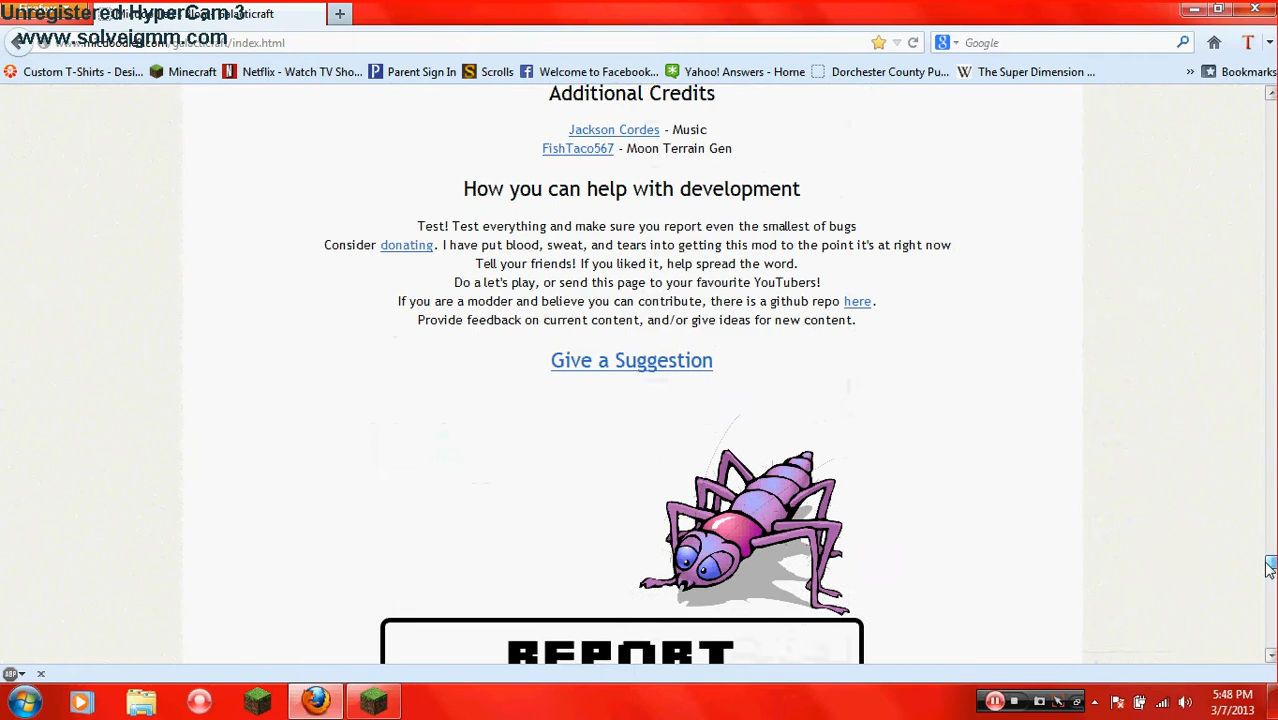 Unregistered HyperCam 3
galacticraft
www.solveigmm.com
/index.html
Google
Custom T-Shirts - Desi...
Minecraft
Netflix - Watch TV Sho...
Parent Sign In
Scrolls
Welcome to Facebook...
Yahoo! Answers - Home
Dorchester County Pu...
The Super Dimension ...
»
Bookmarks
Additional Credits
Jackson Cordes - Music
FishTaco567 - Moon Terrain Gen
How you can help with development
Test! Test everything and make sure you report even the smallest of bugs
Consider donating. I have put blood, sweat, and tears into getting this mod to the point it's at right now
Tell your friends! If you liked it, help spread the word.
Do a let's play, or send this page to your favourite YouTubers!
If you are a modder and believe you can contribute, there is a github repo here.
Provide feedback on current content, and/or give ideas for new content.
Give a Suggestion
REPORT
ABP
5:48 PM
3/7/2013